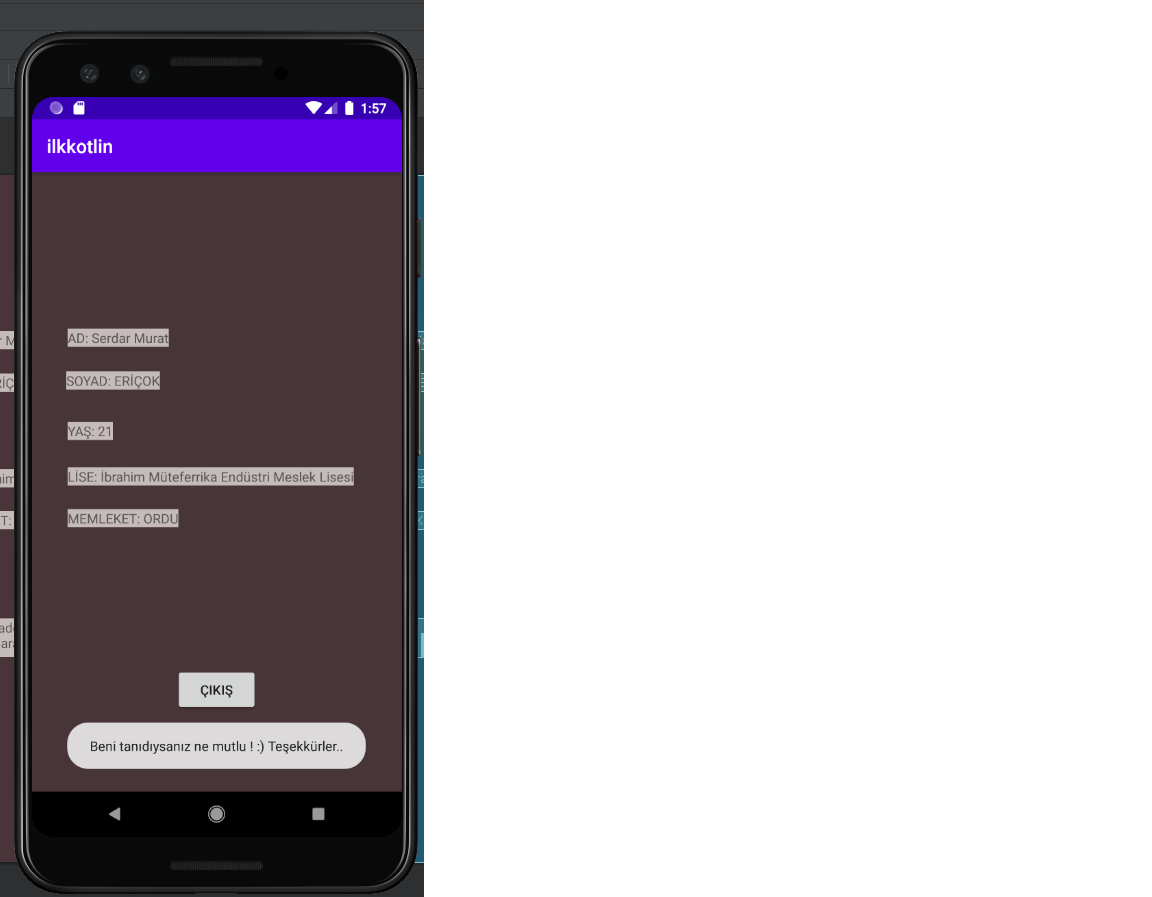 1:57
ilkkotlin
AD: Serdar Murat
SOYAD: ERİÇOK
YAŞ: 21
LİSE: İbrahim Müteferrika Endüstri Meslek Lisesi
MEMLEKET: ORDU
ÇIKIŞ
Beni tanıdıysanız ne mutlu ! :) Teşekkürler..